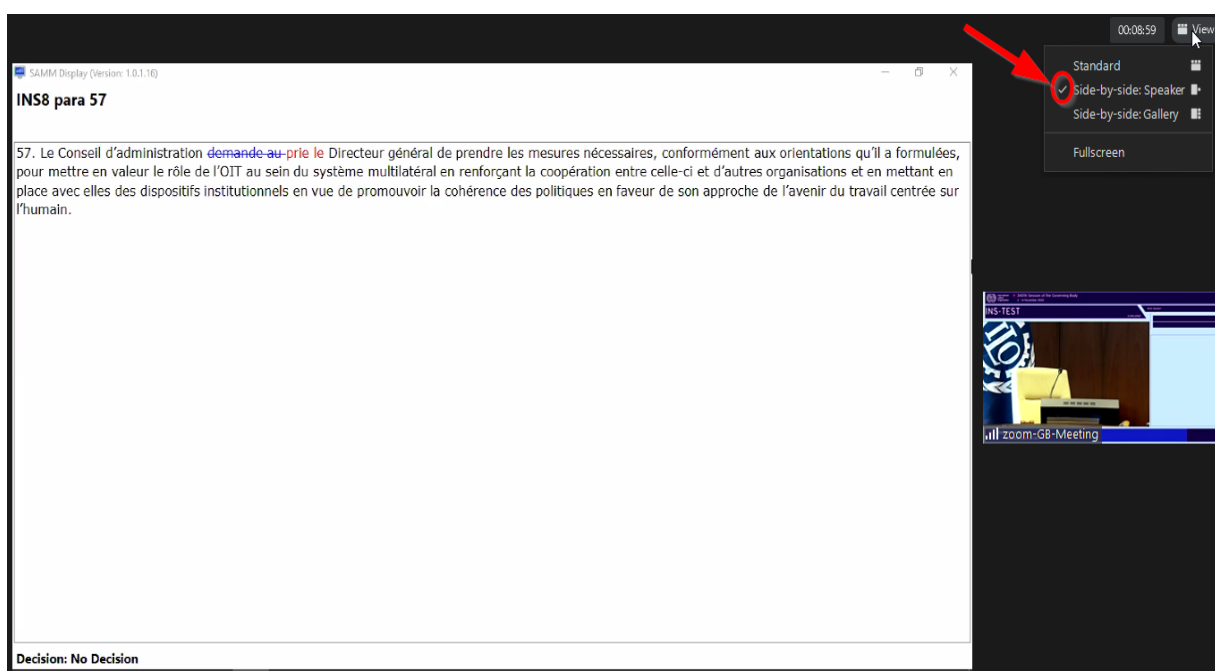 00:08:59 View
Standard
Side-by-side: Speaker
Side-by-side: Gallery
Fullscreen
SAMM Display (Version: 1.0.1.16)
INS8 para 57
57. Le Conseil d'administration demande au prie le Directeur général de prendre les mesures nécessaires, conformément aux orientations qu'il a formulées,
pour mettre en valeur le rôle de l'OIT au sein du système multilatéral en renforçant la coopération entre celle-ci et d'autres organisations et en mettant en
place avec elles des dispositifs institutionnels en vue de promouvoir la cohérence des politiques en faveur de son approche de l'avenir du travail centrée sur
l'humain.
INS-TEST
zoom-GB-Meeting
Decision: No Decision